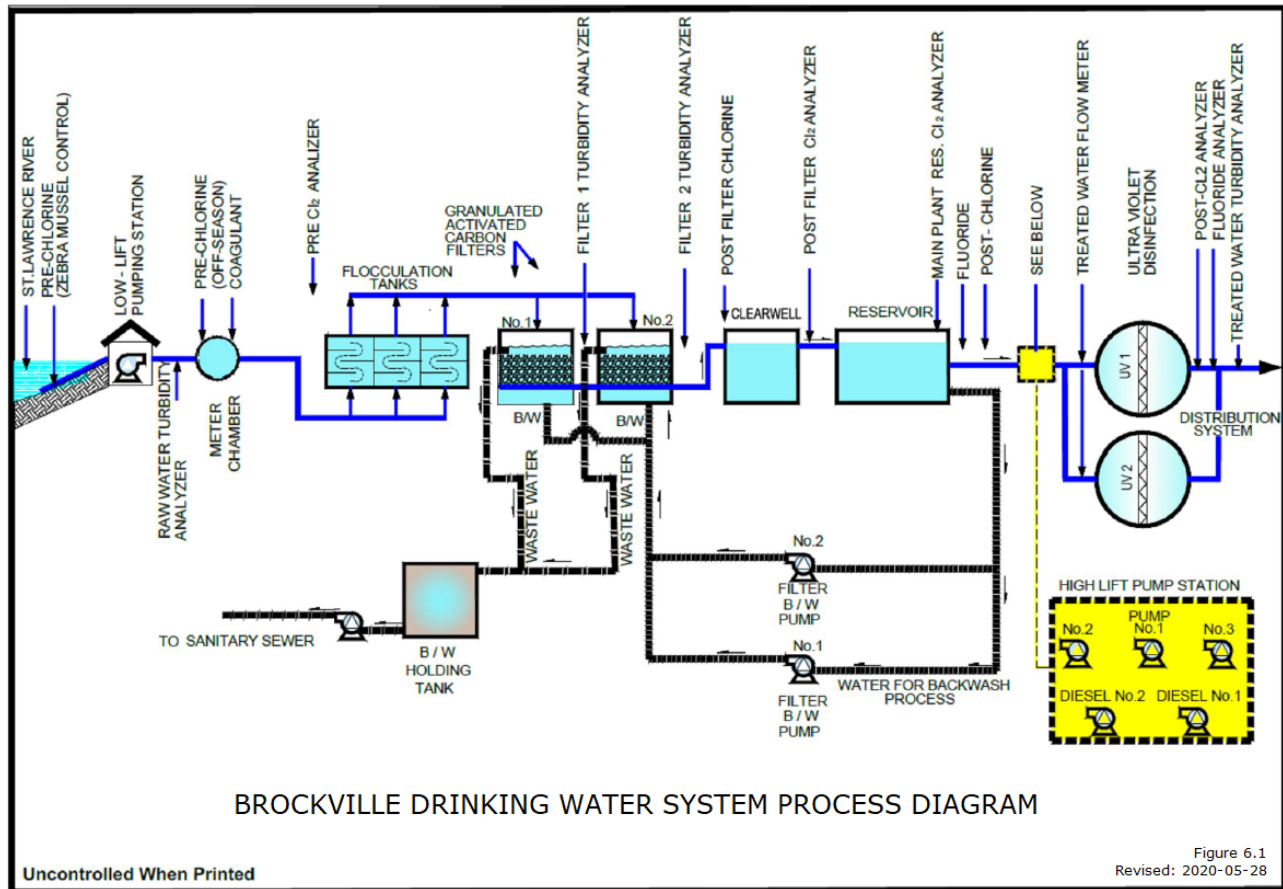 ST.LAWRENCE RIVER
PRE-CHLORINE
(ZEBRA MUSSEL CONTROL)
LOW - LIFT
PUMPING STATION
PRE-CHLORINE
(OFF-SEASON)
COAGULANT
PRE Cl2 ANALIZER
GRANULATED
ACTIVATED
CARBON
FILTERS
FILTER 1 TURBIDITY ANALYZER
FILTER 2 TURBIDITY ANALYZER
POST FILTER CHLORINE
POST FILTER Cl2 ANALYZER
MAIN PLANT RES. Cl2 ANALYZER
FLUORIDE
POST- CHLORINE
SEE BELOW
TREATED WATER FLOW METER
ULTRA VIOLET
DISINFECTION
POST-CL2 ANALYZER
FLUORIDE ANALYZER
TREATED WATER TURBIDITY ANALYZER
FLOCCULATION
TANKS
No.1
No.2
CLEARWELL
RESERVOIR
UV 1
UV 2
RAW WATER TURBIDITY
ANALYZER
METER
CHAMBER
B/W
B/W
DISTRIBUTION
SYSTEM
WASTE WATER
WASTE WATER
No.2
FILTER
B / W
PUMP
No.1
FILTER
B / W
PUMP
WATER FOR BACKWASH
PROCESS
TO SANITARY SEWER
B / W
HOLDING
TANK
HIGH LIFT PUMP STATION
PUMP
No.2
No.1
No.3
DIESEL No.2
DIESEL No.1
BROCKVILLE DRINKING WATER SYSTEM PROCESS DIAGRAM
Uncontrolled When Printed
Figure 6.1
Revised: 2020-05-28